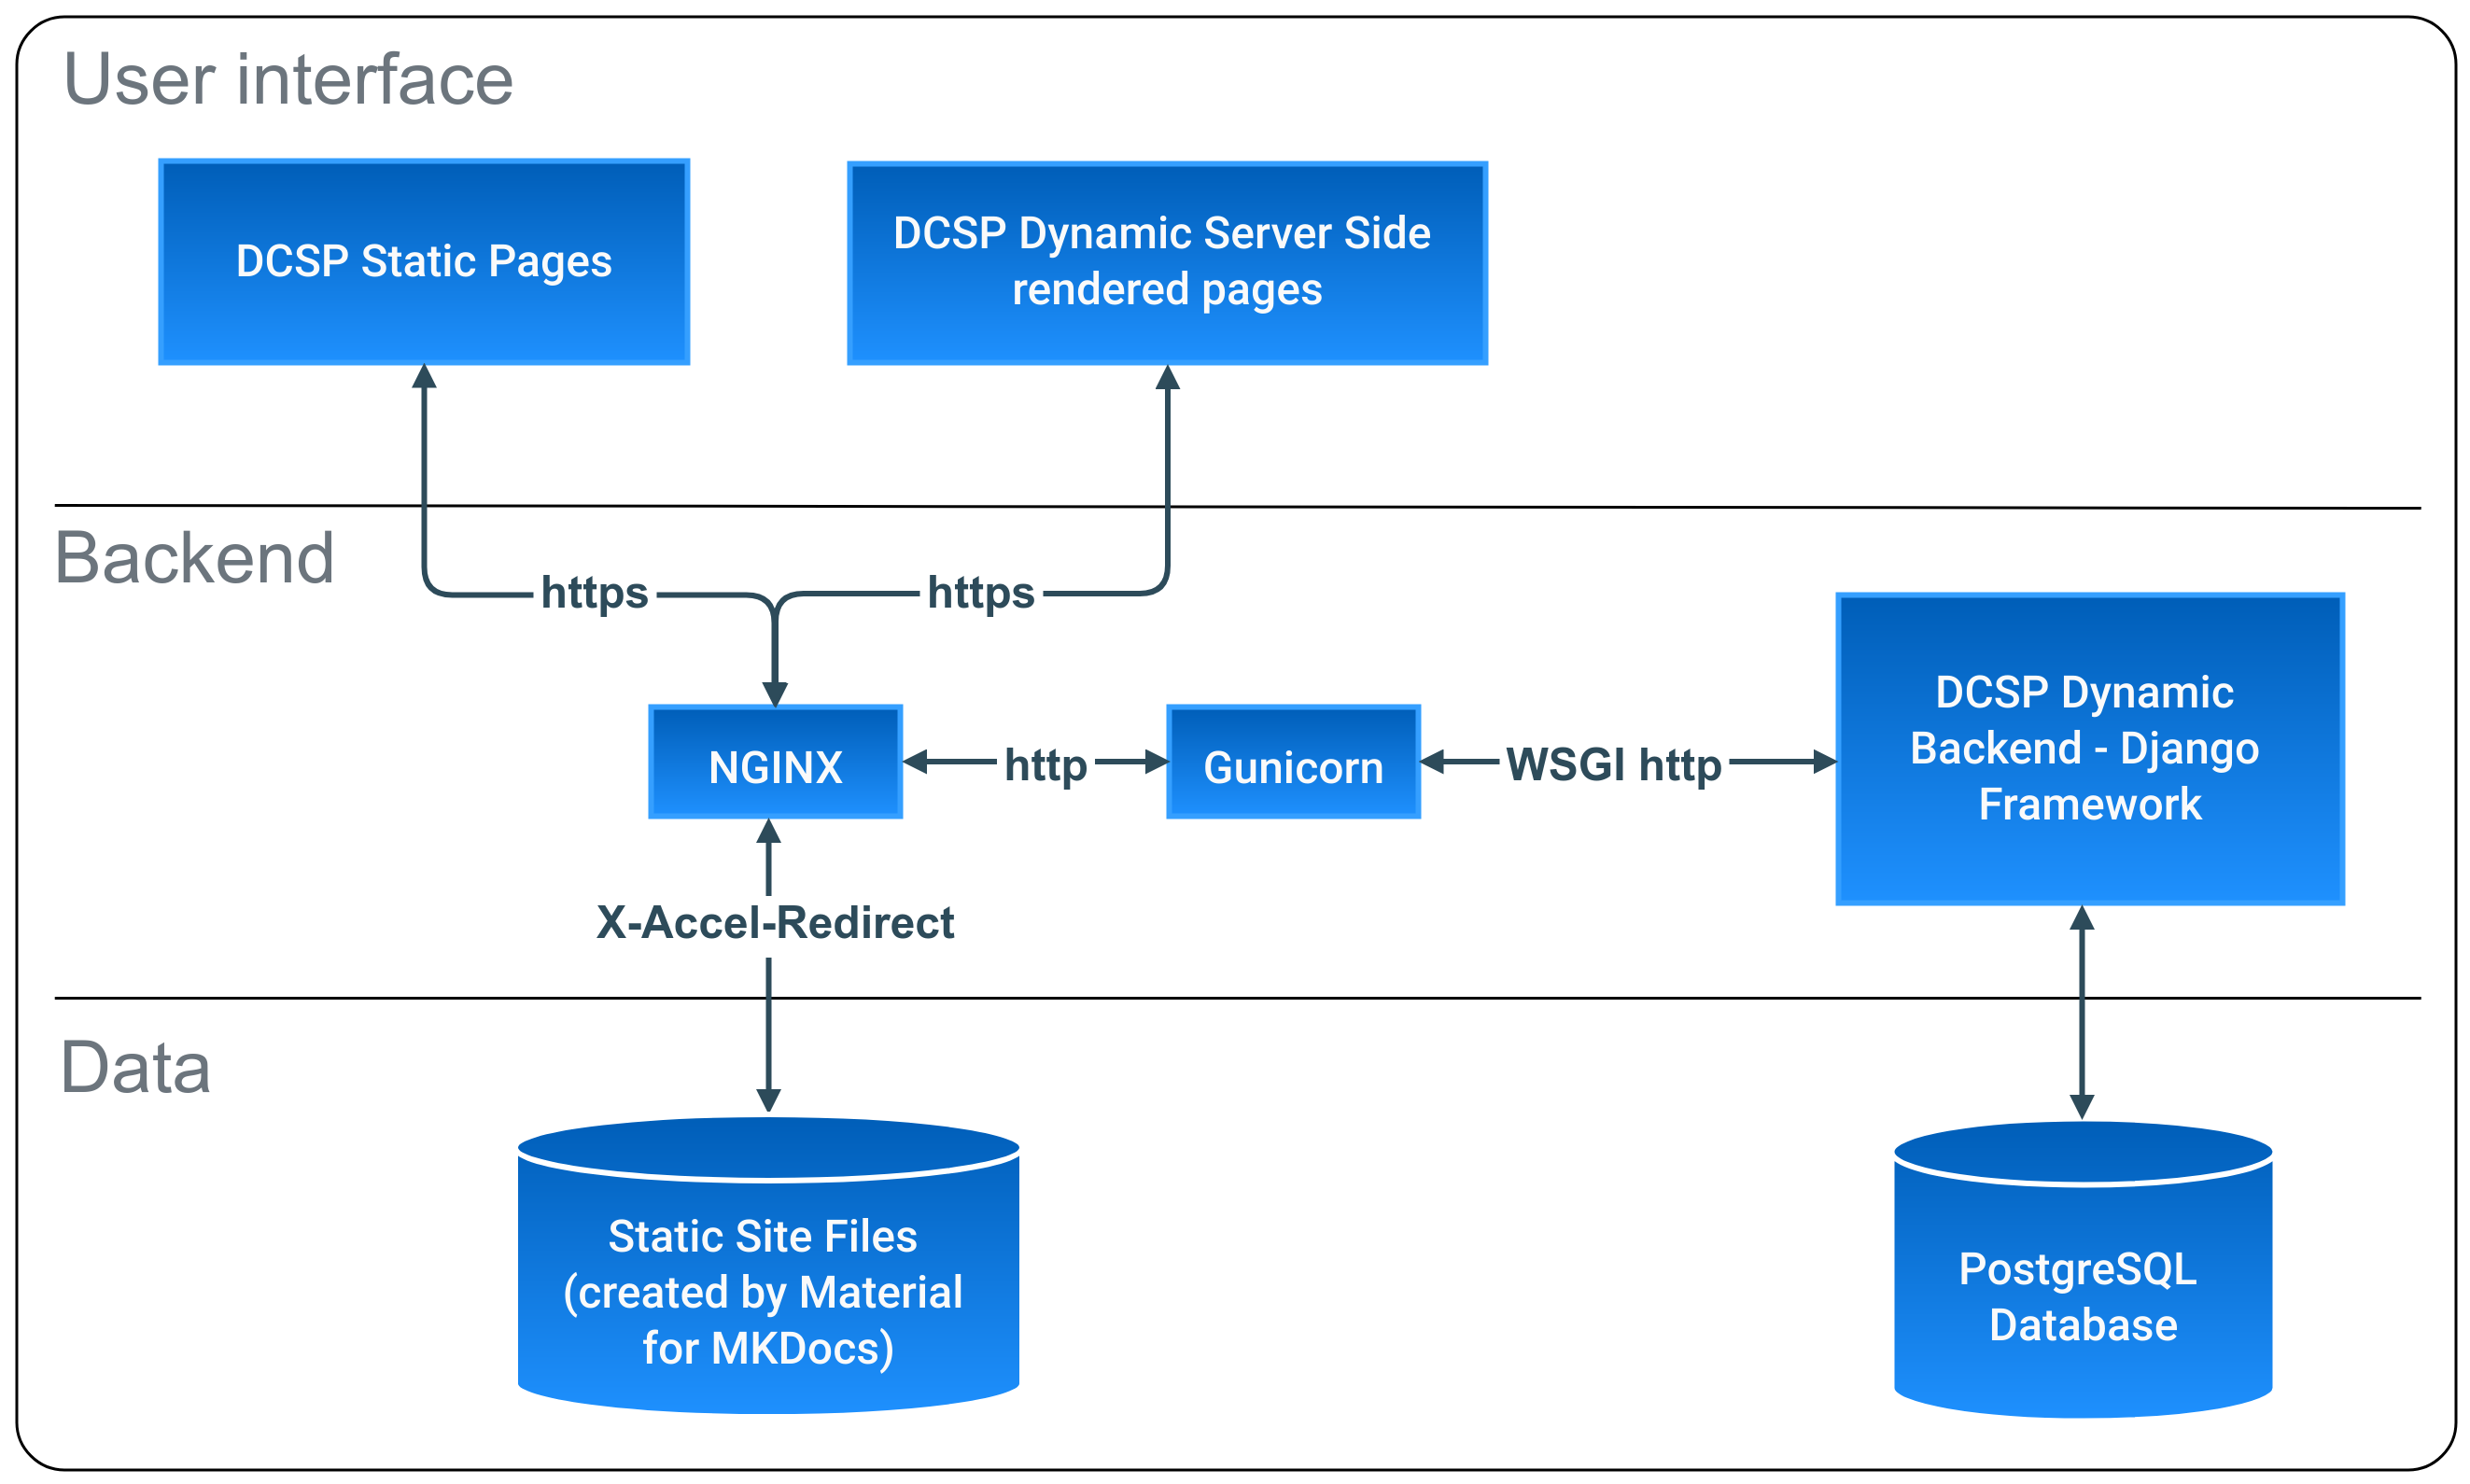 User interface
DCSP Static Pages
DCSP Dynamic Server Side
rendered pages
Backend
https
https
NGINX
http
Gunicorn
WSGI http
DCSP Dynamic
Backend - Django
Framework
X-Accel-Redirect
Data
Static Site Files
(created by Material
for MKDocs)
PostgreSQL
Database